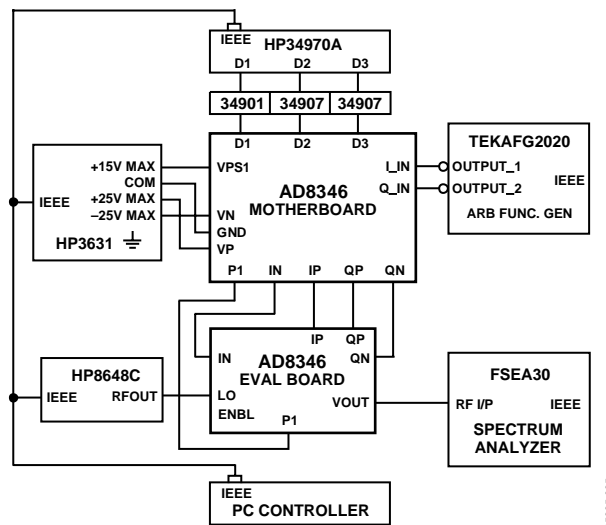 IEEE
HP34970A
D1 D2 D3
34901 34907 34907
D1 D2 D3
+15V MAX
COM
+25V MAX
–25V MAX
IEEE
HP3631
VPS1
VN
GND
VP
AD8346
MOTHERBOARD
I_IN
Q_IN
P1 IN IP QP QN
TEKAFG2020
OUTPUT_1
OUTPUT_2
IEEE
ARB FUNC. GEN
HP8648C
IEEE RFOUT
IP QP
IN QN
AD8346
EVAL BOARD
LO
ENBL
VOUT
P1
FSEA30
RF I/P IEEE
SPECTRUM
ANALYZER
IEEE
PC CONTROLLER